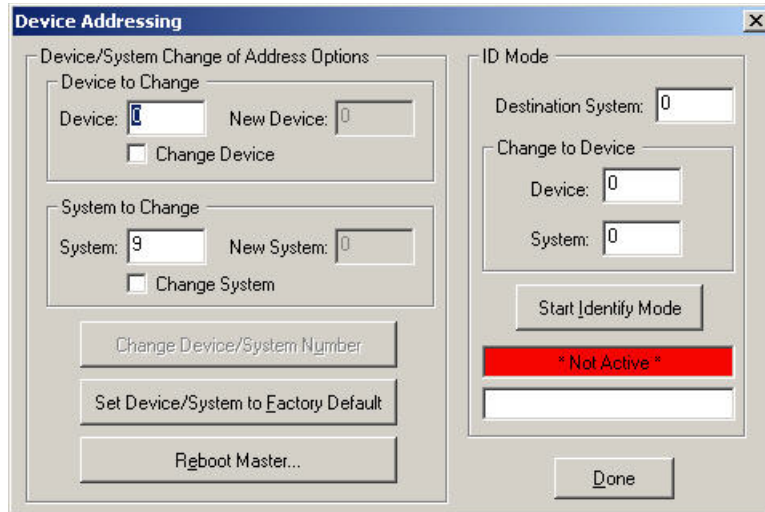 Device Addressing
Device/System Change of Address Options
Device to Change
Device: 0 New Device: 0
Change Device
System to Change
System: 9 New System: 0
Change System
Change Device/System Number
Set Device/System to Factory Default
Reboot Master...
ID Mode
Destination System: 0
Change to Device
Device: 0
System: 0
Start Identify Mode
* Not Active *
Done